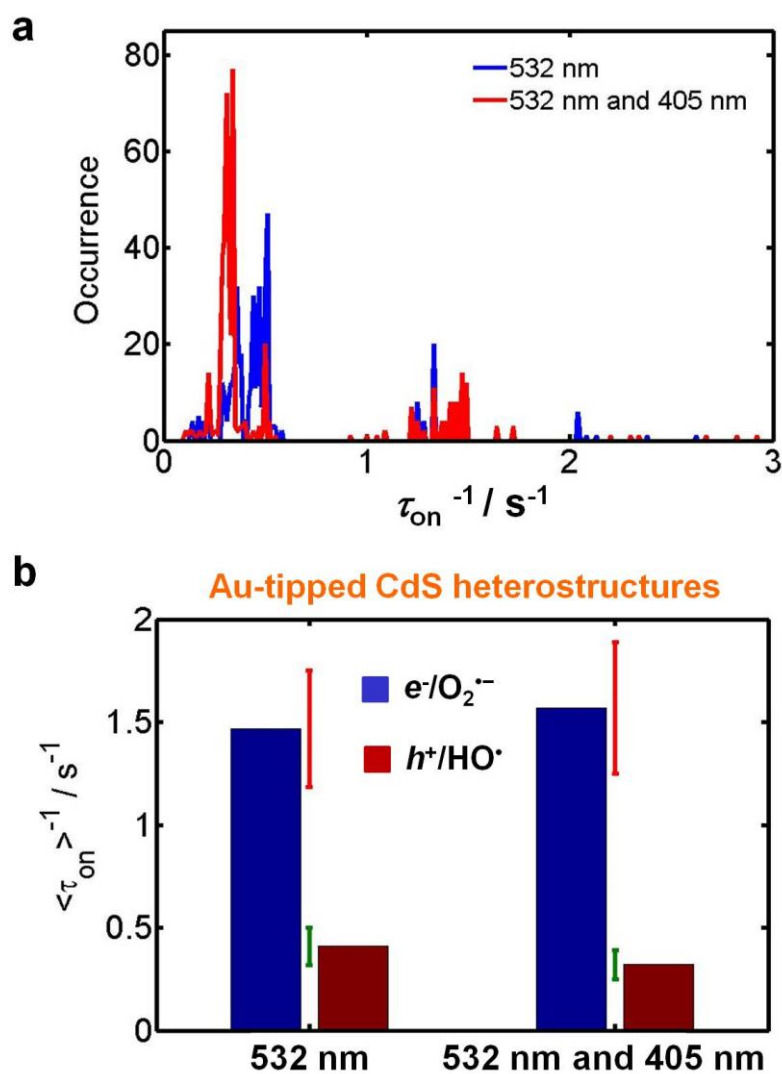 a
80
60
40
20
0
Occurrence
532 nm
532 nm and 405 nm
0 1 2 3
τon -1 / s-1
b
Au-tipped CdS heterostructures
2
1.5
1
0.5
0
<τon>-1 / s-1
e-/O2•−
h+/HO•
532 nm 532 nm and 405 nm